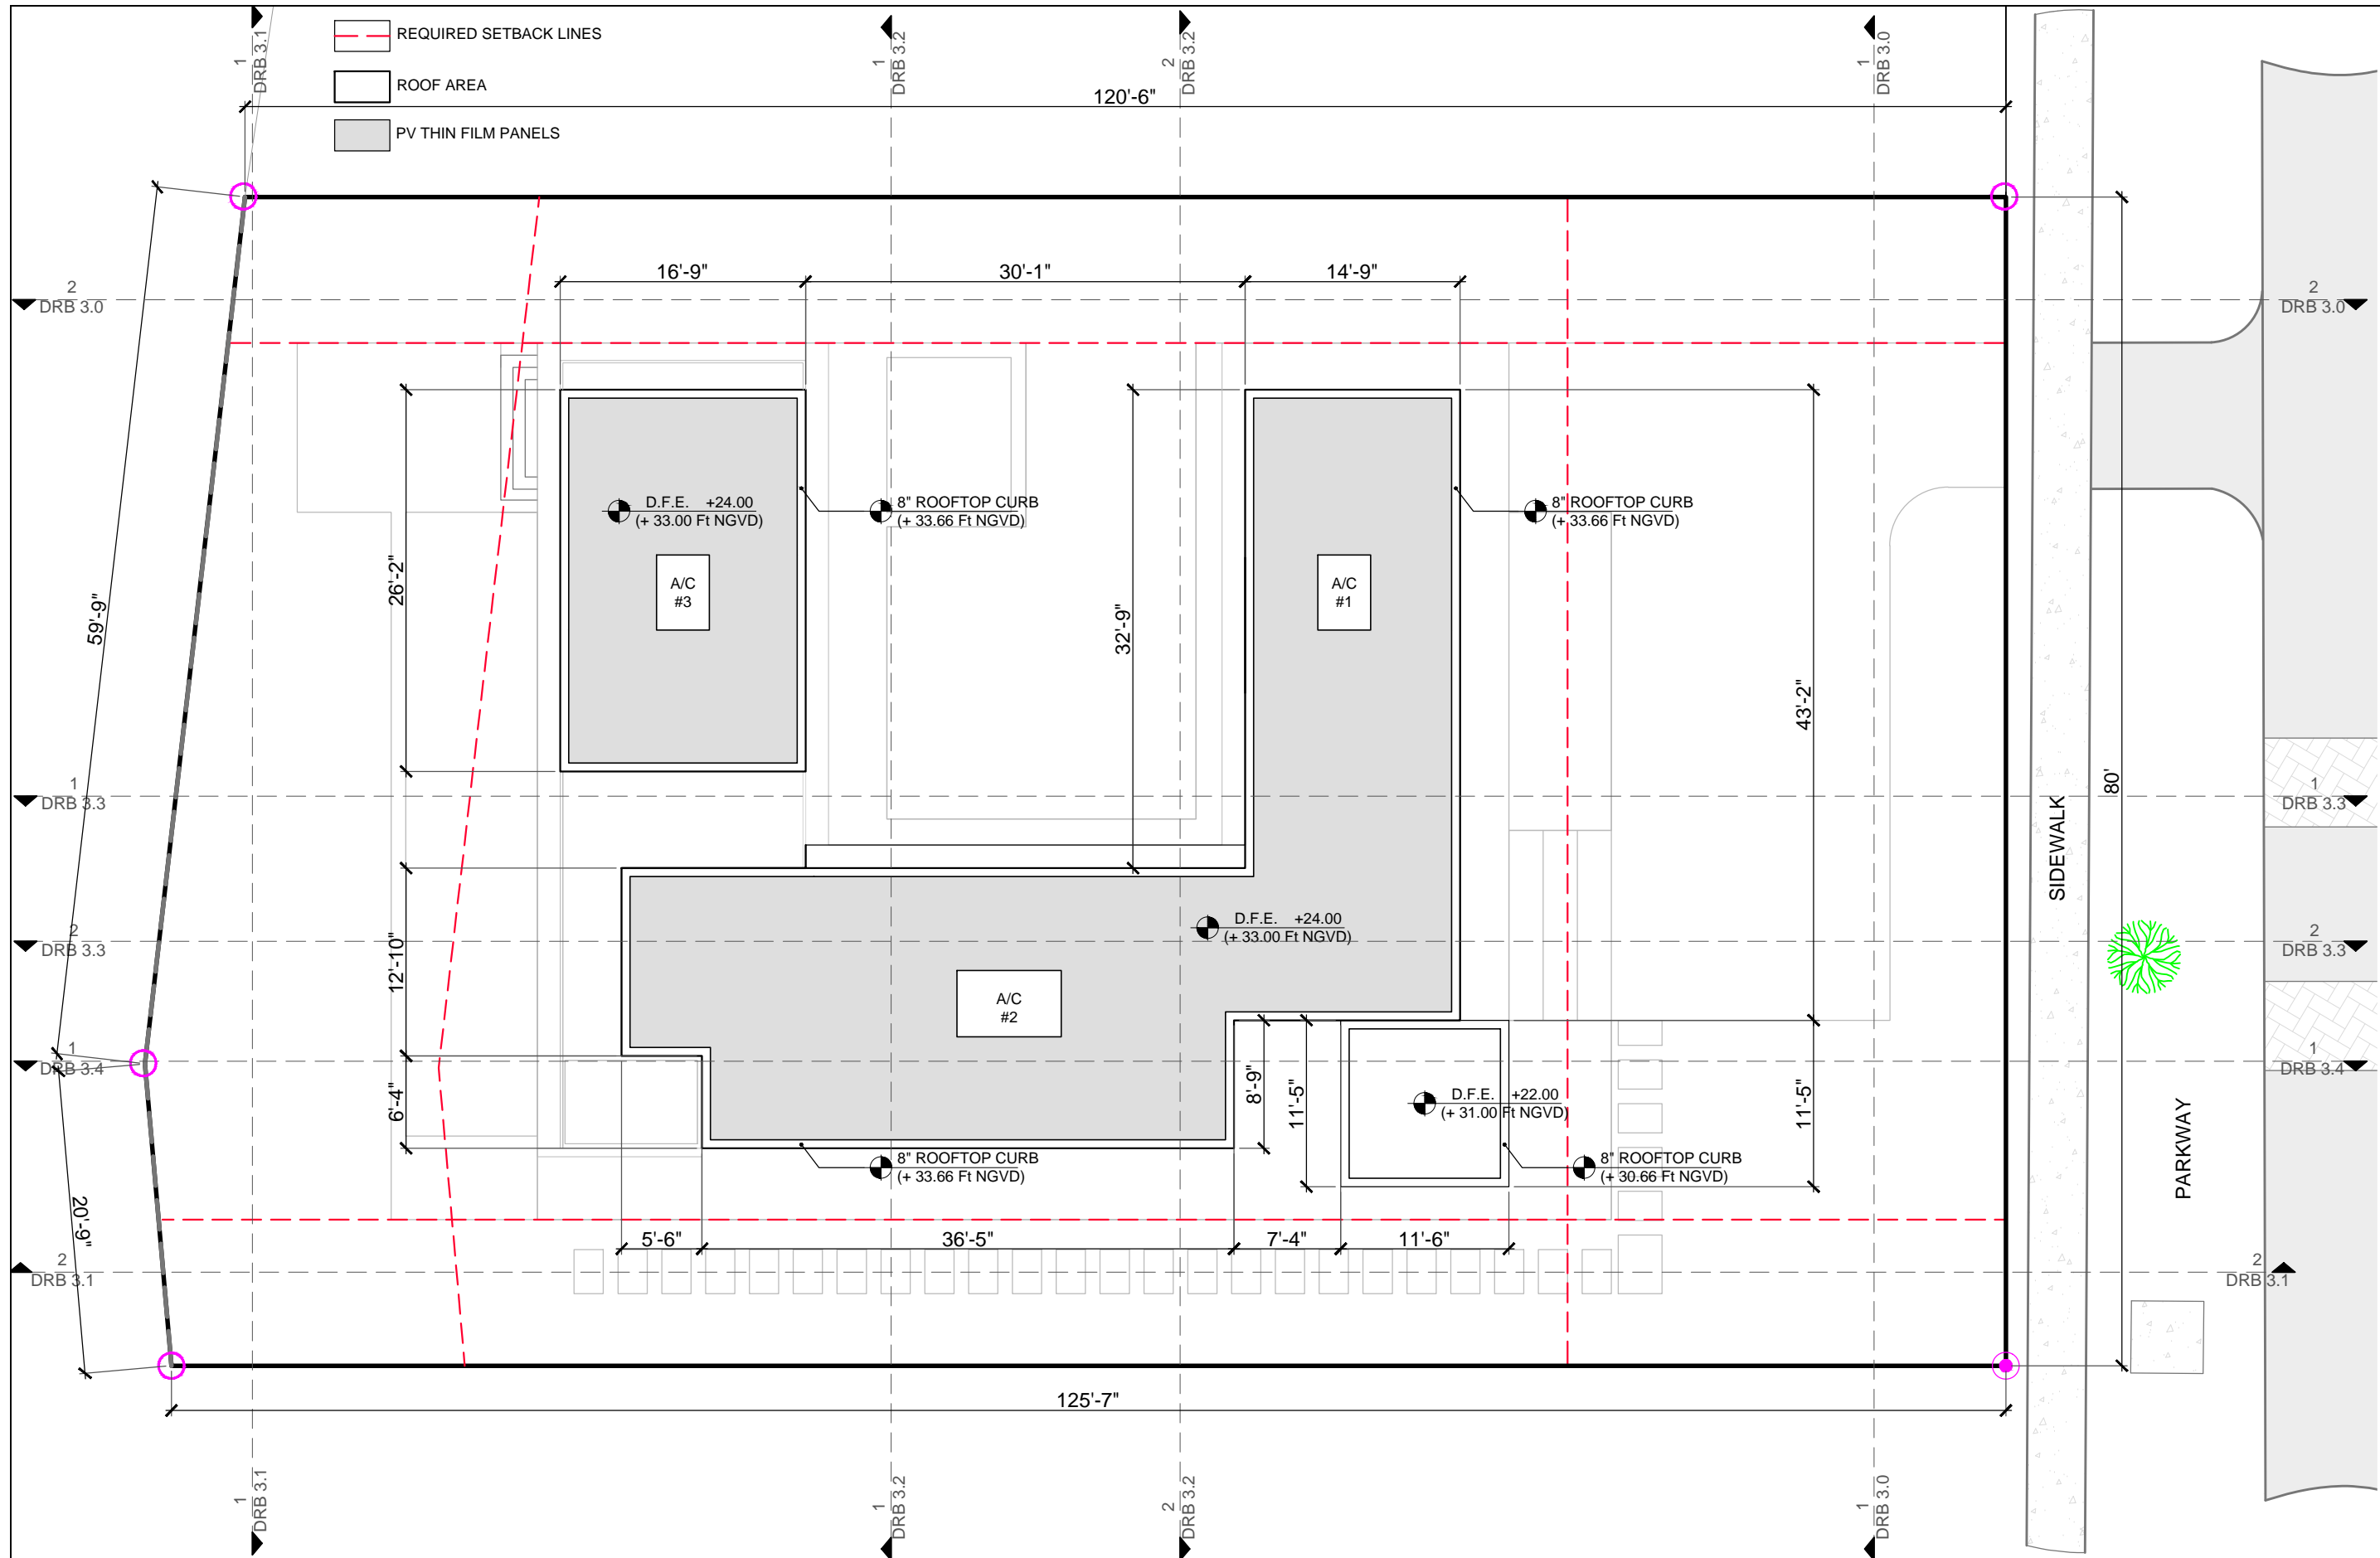 REQUIRED SETBACK LINES
ROOF AREA
PV THIN FILM PANELS
1
DRB 3.1
1
DRB 3.2
2
DRB 3.2
1
DRB 3.0
120'-6"
16'-9"
30'-1"
14'-9"
2
DRB 3.0
2
DRB 3.0
D.F.E. +24.00
(+ 33.00 Ft NGVD)
8" ROOFTOP CURB
(+ 33.66 Ft NGVD)
8" ROOFTOP CURB
(+ 33.66 Ft NGVD)
A/C
#3
A/C
#1
59'-9"
26'-2"
32'-9"
43'-2"
80'
1
DRB 3.3
1
DRB 3.3
SIDEWALK
D.F.E. +24.00
(+ 33.00 Ft NGVD)
2
DRB 3.3
2
DRB 3.3
12'-10"
A/C
#2
1
DRB 3.4
1
DRB 3.4
6'-4"
8'-9"
11'-5"
D.F.E. +22.00
(+ 31.00 Ft NGVD)
11'-5"
PARKWAY
8" ROOFTOP CURB
(+ 33.66 Ft NGVD)
8" ROOFTOP CURB
(+ 30.66 Ft NGVD)
20'-9"
5'-6"
36'-5"
7'-4"
11'-6"
2
DRB 3.1
2
DRB 3.1
125'-7"
1
DRB 3.1
1
DRB 3.2
2
DRB 3.2
1
DRB 3.0